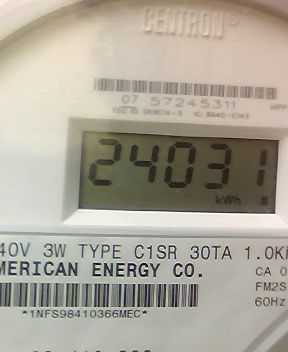 CENTRON®
07 57245311
24031
kWh
40V 3W TYPE C1SR 30TA 1.0K
MERICAN ENERGY CO.
CA 0
FM2S
60Hz
*1NFS98410366MEC*